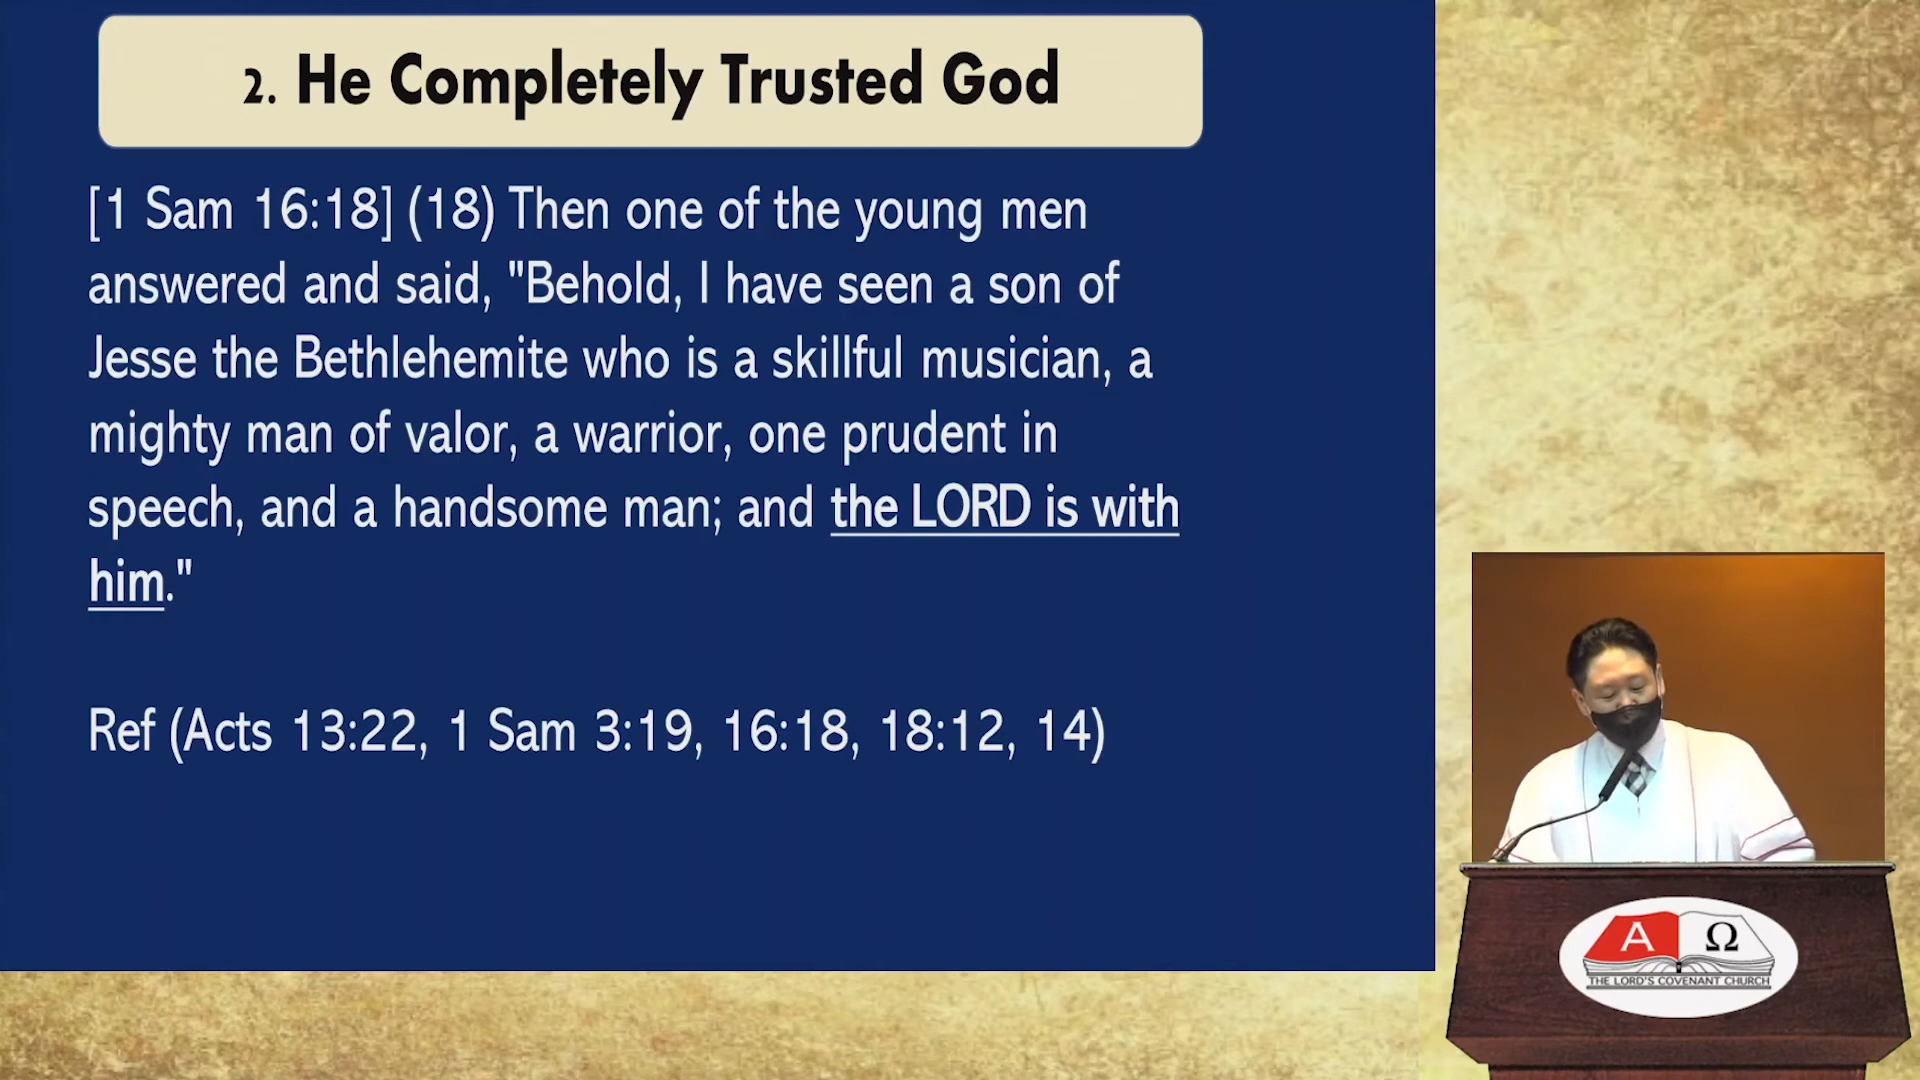 2. He Completely Trusted God
[1 Sam 16:18] (18) Then one of the young men
answered and said, "Behold, I have seen a son of
Jesse the Bethlehemite who is a skillful musician, a
mighty man of valor, a warrior, one prudent in
speech, and a handsome man; and the LORD is with
him."
Ref (Acts 13:22, 1 Sam 3:19, 16:18, 18:12, 14)
A Ω
THE LORD'S COVENANT CHURCH